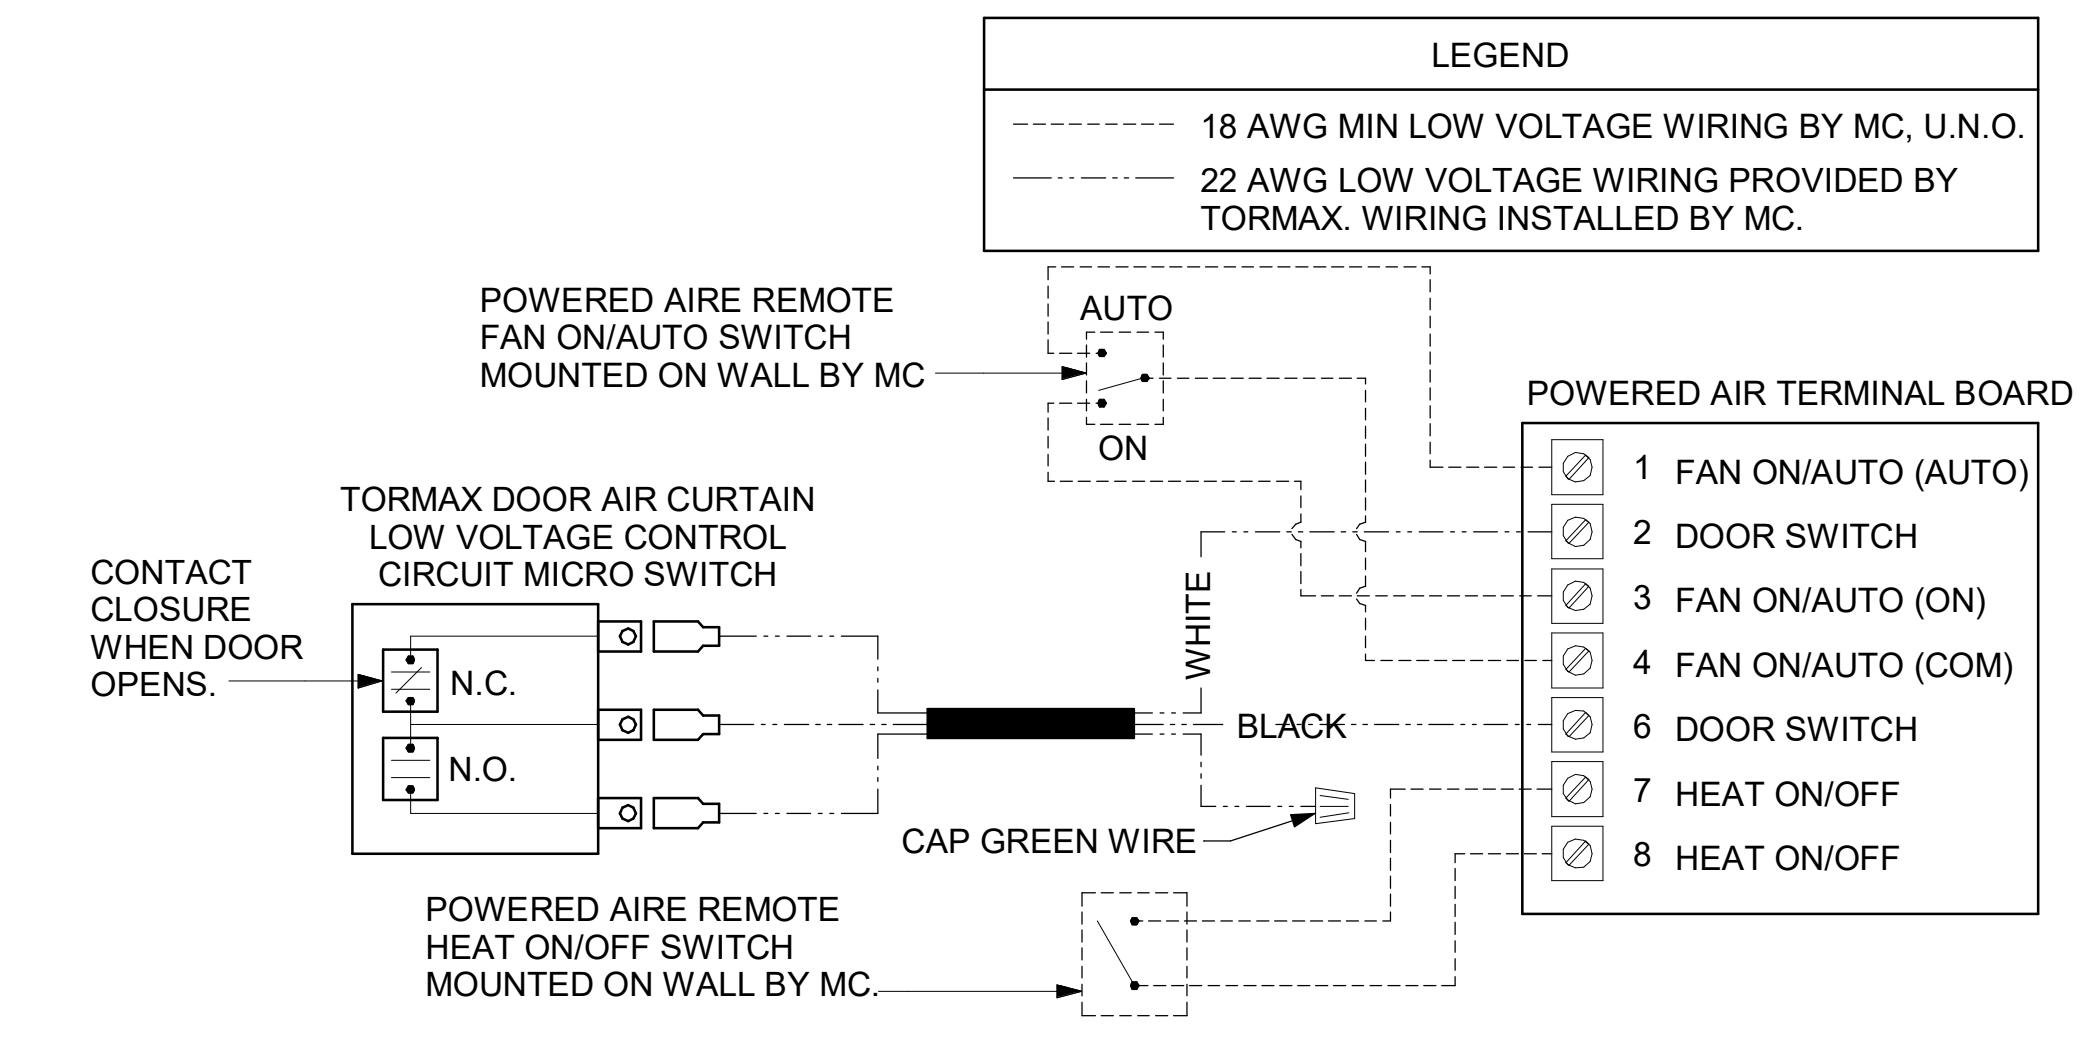 LEGEND
18 AWG MIN LOW VOLTAGE WIRING BY MC, U.N.O.
22 AWG LOW VOLTAGE WIRING PROVIDED BY
TORMAX. WIRING INSTALLED BY MC.
POWERED AIRE REMOTE
FAN ON/AUTO SWITCH
MOUNTED ON WALL BY MC
AUTO
ON
POWERED AIR TERMINAL BOARD
1 FAN ON/AUTO (AUTO)
2 DOOR SWITCH
3 FAN ON/AUTO (ON)
4 FAN ON/AUTO (COM)
6 DOOR SWITCH
7 HEAT ON/OFF
8 HEAT ON/OFF
TORMAX DOOR AIR CURTAIN
LOW VOLTAGE CONTROL
CIRCUIT MICRO SWITCH
CONTACT
CLOSURE
WHEN DOOR
OPENS.
N.C.
N.O.
WHITE
BLACK
CAP GREEN WIRE
POWERED AIRE REMOTE
HEAT ON/OFF SWITCH
MOUNTED ON WALL BY MC.